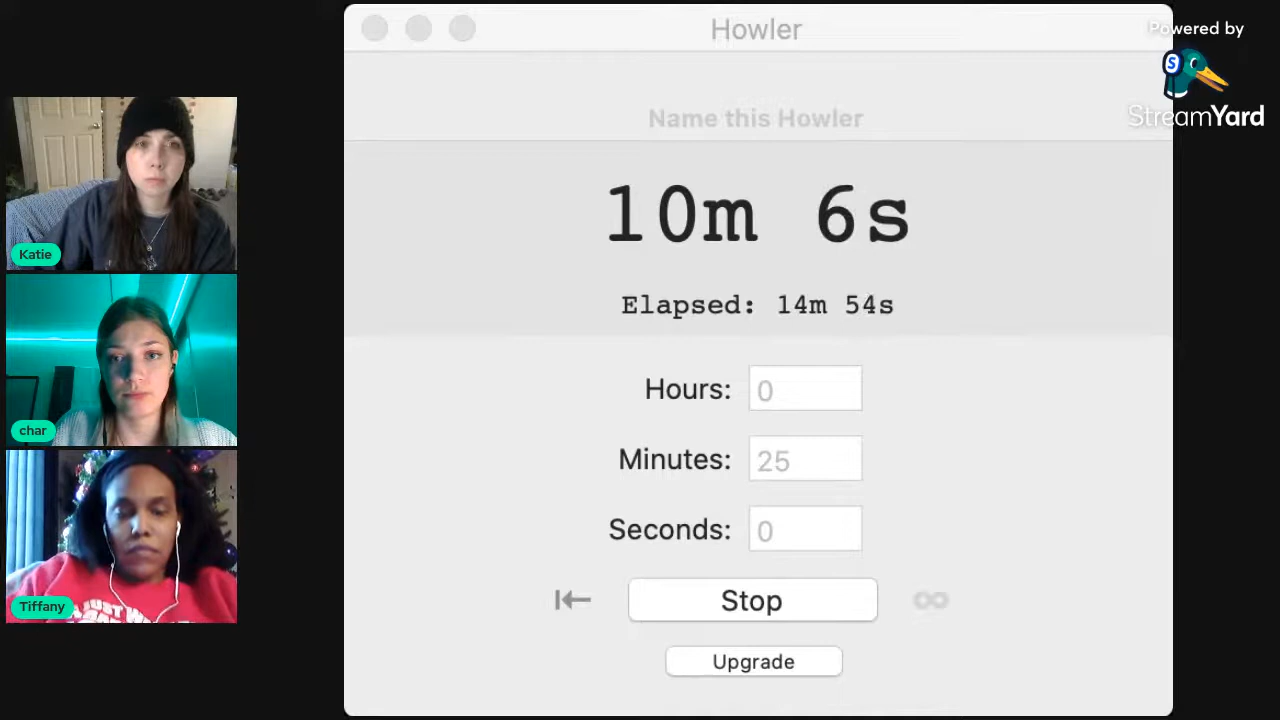 Howler
Powered by
StreamYard
Name this Howler
10m 6s
Elapsed: 14m 54s
Hours: 0
Minutes: 25
Seconds: 0
Stop
Upgrade
Katie
char
Tiffany